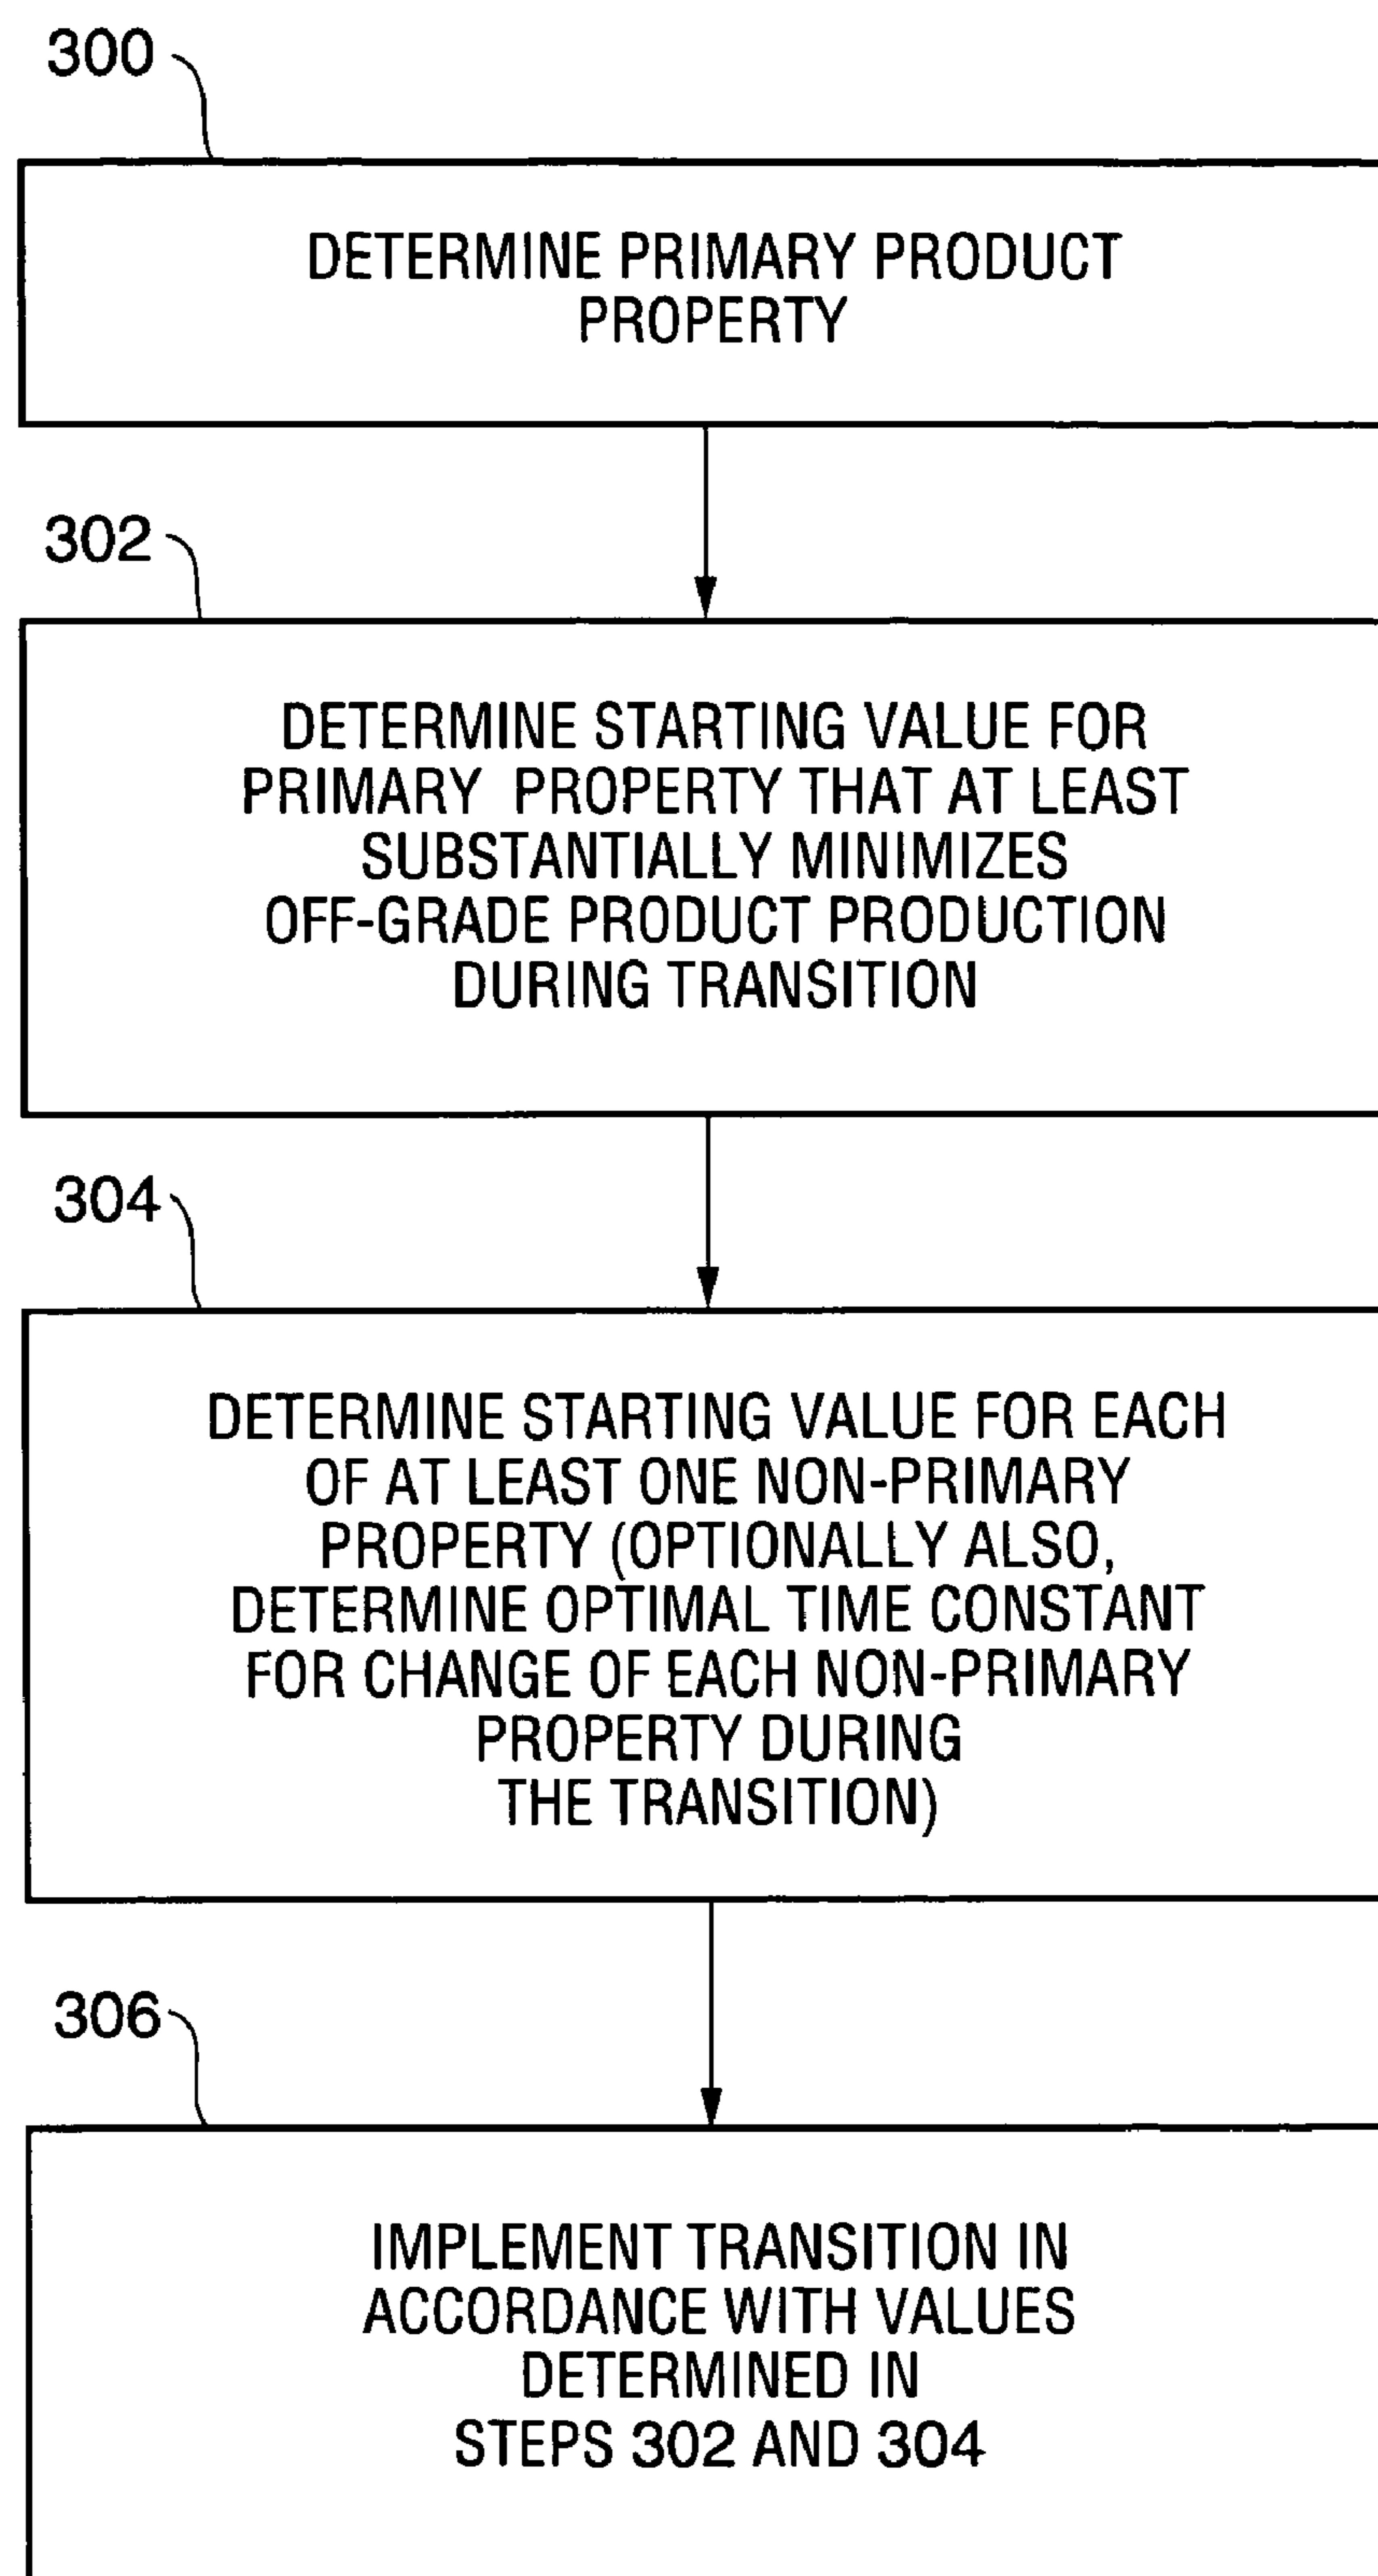 300
DETERMINE PRIMARY PRODUCT
PROPERTY
302
DETERMINE STARTING VALUE FOR
PRIMARY PROPERTY THAT AT LEAST
SUBSTANTIALLY MINIMIZES
OFF-GRADE PRODUCT PRODUCTION
DURING TRANSITION
304
DETERMINE STARTING VALUE FOR EACH
OF AT LEAST ONE NON-PRIMARY
PROPERTY (OPTIONALLY ALSO,
DETERMINE OPTIMAL TIME CONSTANT
FOR CHANGE OF EACH NON-PRIMARY
PROPERTY DURING
THE TRANSITION)
306
IMPLEMENT TRANSITION IN
ACCORDANCE WITH VALUES
DETERMINED IN
STEPS 302 AND 304